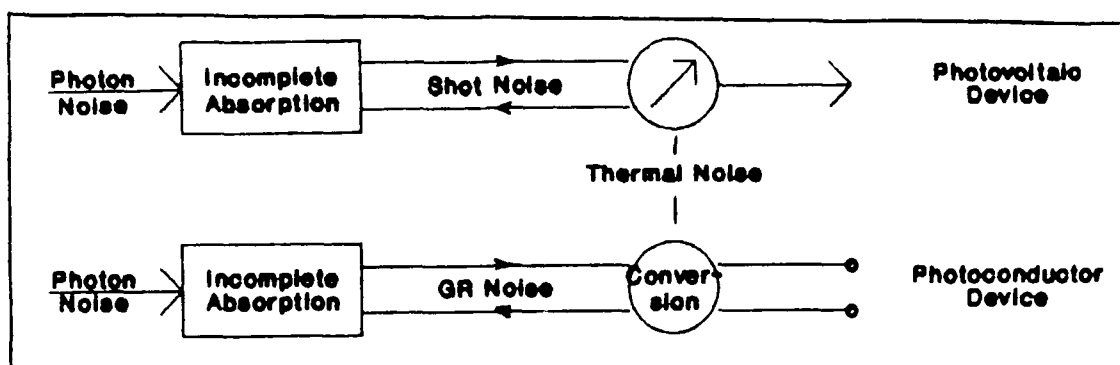 Photon
Noise
Incomplete
Absorption
Shot Noise
Photovoltaic
Device
Thermal Noise
Photon
Noise
Incomplete
Absorption
GR Noise
Conver-
sion
Photoconductor
Device